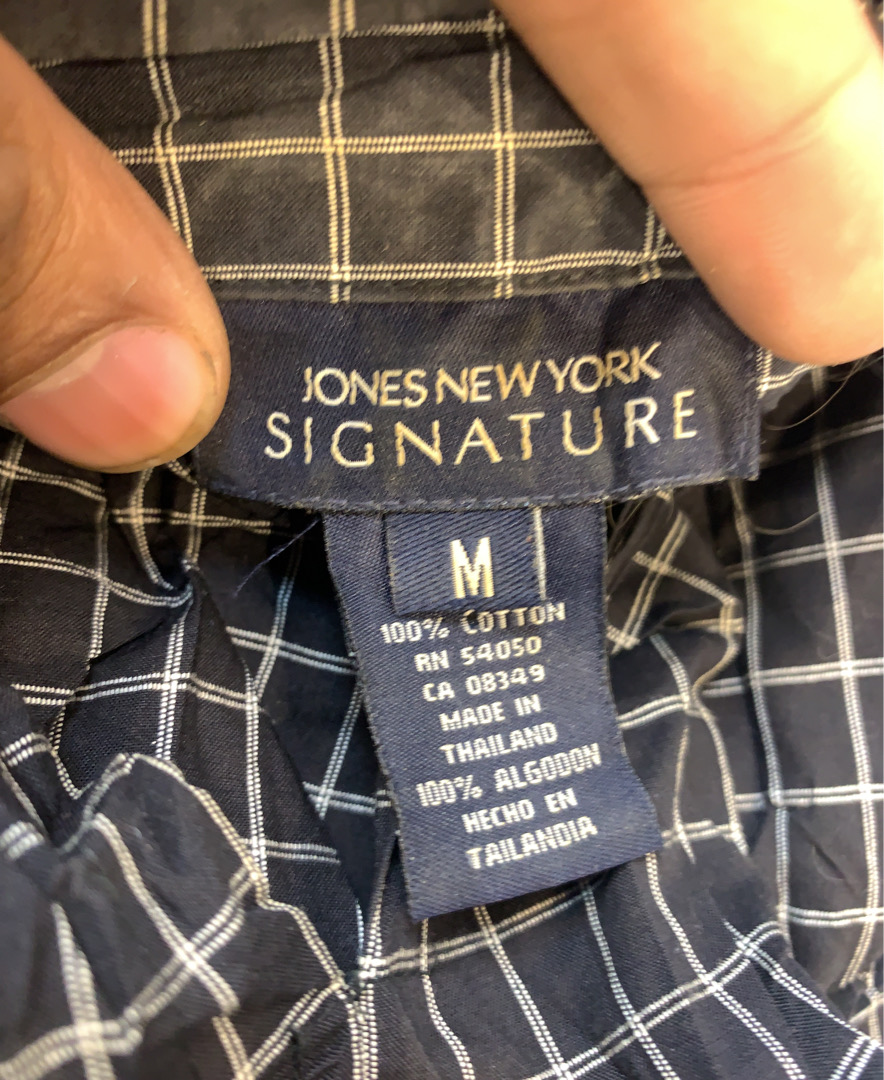 JONES NEW YORK
SIGNATURE
M
100% COTTON
RN 54050
CA 08349
MADE IN
THAILAND
100% ALGODON
HECHO EN
TAILANDIA